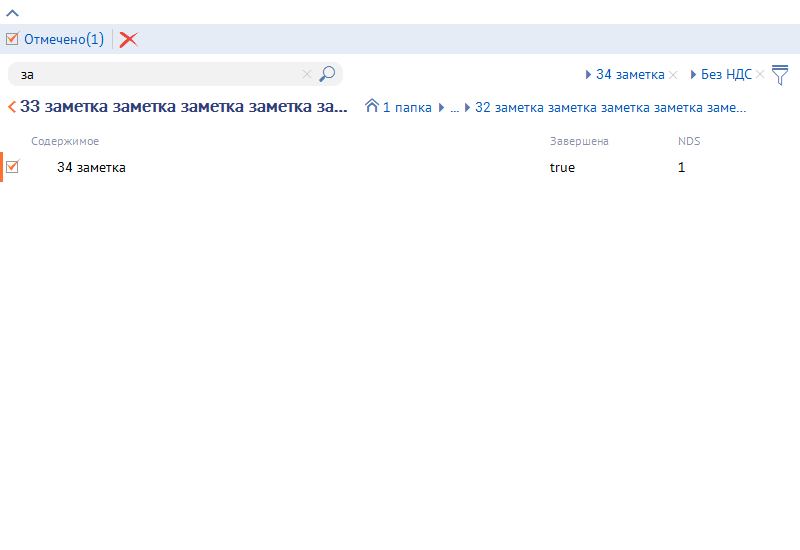 Отмечено(1)
за 34 заметка Без НДС
33 заметка заметка заметка заметка за... 1 папка ... 32 заметка заметка заметка заметка заме...
Содержимое Завершена NDS
34 заметка true 1